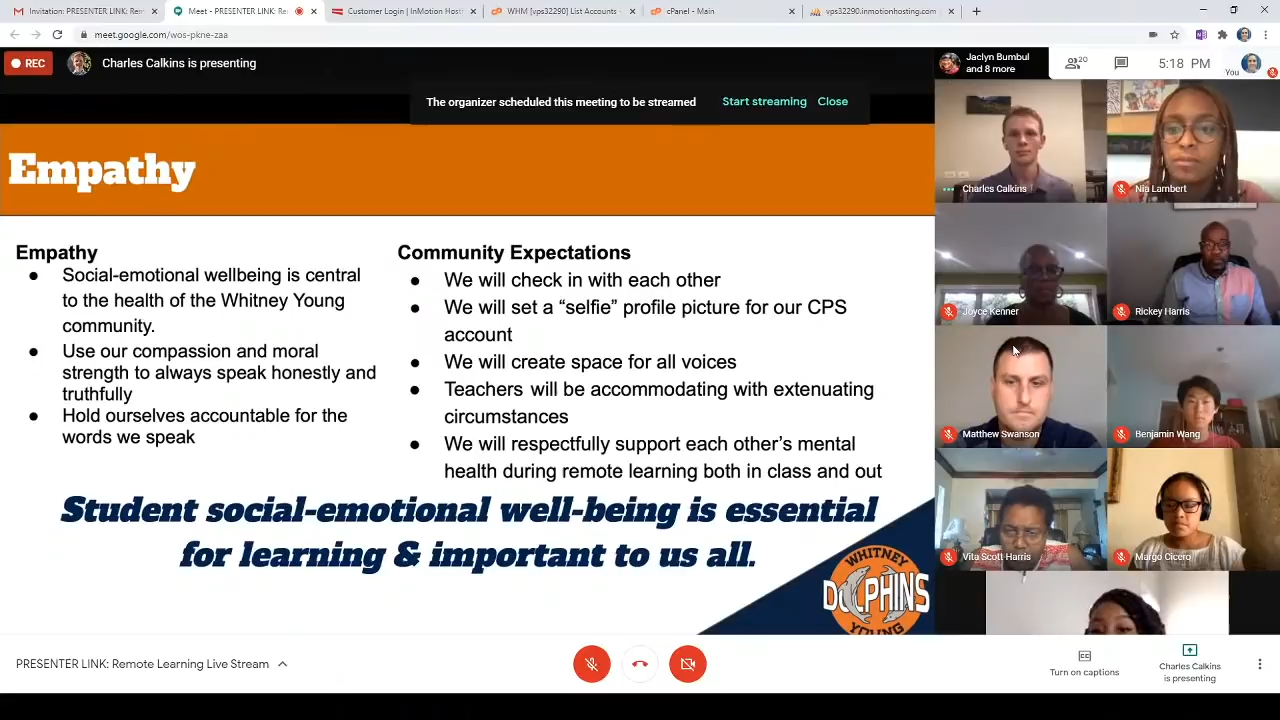 Invitation: PRESENTER LINK: Rem
Meet - PRESENTER LINK: Re
Customer Login | InMotion Host
WHM [vps32290] List Accounts -
cPanel - Main
vps32290.inmotionhosting.com
meet.google.com/wos-pkne-zaa
REC
Charles Calkins is presenting
Jaclyn Bumbul
and 8 more
20
5:18 PM
You
The organizer scheduled this meeting to be streamed
Start streaming
Close
Empathy
Empathy
● Social-emotional wellbeing is central
to the health of the Whitney Young
community.
● Use our compassion and moral
strength to always speak honestly and
truthfully
● Hold ourselves accountable for the
words we speak
Community Expectations
● We will check in with each other
● We will set a “selfie” profile picture for our CPS
account
● We will create space for all voices
● Teachers will be accommodating with extenuating
circumstances
● We will respectfully support each other’s mental
health during remote learning both in class and out
Student social-emotional well-being is essential
for learning & important to us all.
WHITNEY
DOLPHINS
YOUNG
Charles Calkins
Nia Lambert
Joyce Kenner
Rickey Harris
Matthew Swanson
Benjamin Wang
Vita Scott Harris
Margo Cicero
PRESENTER LINK: Remote Learning Live Stream
Turn on captions
Charles Calkins
is presenting